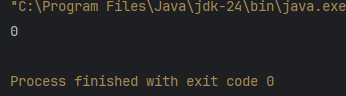 "C:\Program Files\Java\jdk-24\bin\java.exe
0
Process finished with exit code 0